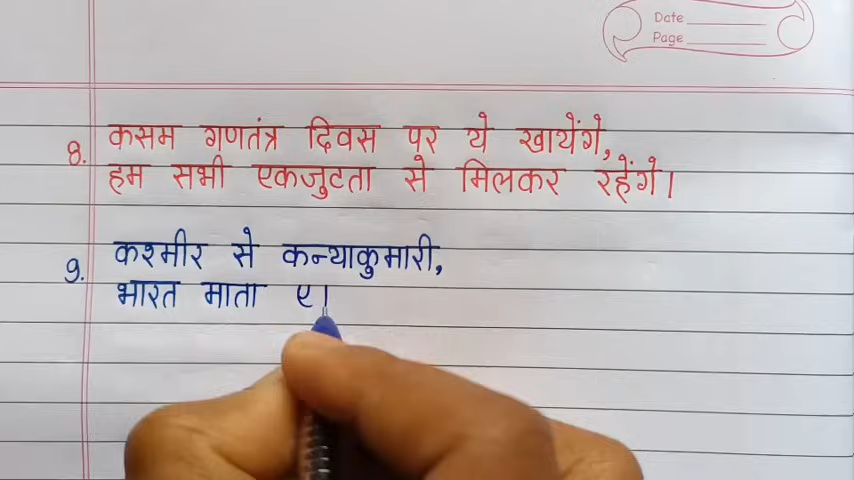 Date
Page
8. कसम गणतंत्र दिवस पर ये खायेंगे,
हम सभी एकजुटता से मिलकर रहेंगे।
9. कश्मीर से कन्याकुमारी,
भारत माता